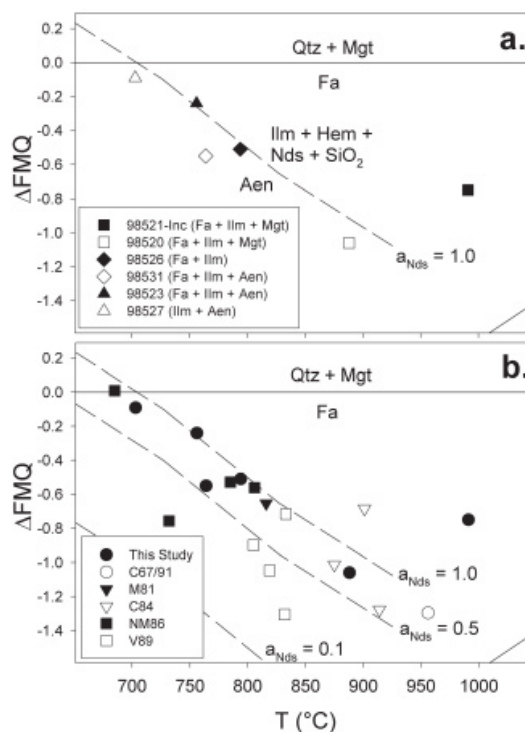 a.
Qtz + Mgt
Fa
Ilm + Hem +
Nds + SiO₂
Aen
aNds = 1.0
ΔFMQ
0.2
0.0
-0.2
-0.4
-0.6
-0.8
-1.0
-1.2
-1.4
98521-Inc (Fa + Ilm + Mgt)
98520 (Fa + Ilm + Mgt)
98526 (Fa + Ilm)
98531 (Fa + Ilm + Aen)
98523 (Fa + Ilm + Aen)
98527 (Ilm + Aen)
b.
Qtz + Mgt
Fa
aNds = 1.0
aNds = 0.5
aNds = 0.1
ΔFMQ
0.2
0.0
-0.2
-0.4
-0.6
-0.8
-1.0
-1.2
-1.4
This Study
C67/91
M81
C84
NM86
V89
700 750 800 850 900 950 1000
T (°C)